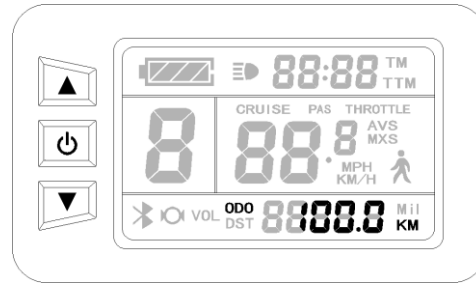 88:88 TM
TTM
CRUISE PAS THROTTLE
8 88.8 AVS
MXS
MPH
KM/H
VOL ODO 88100.0 Mil
DST KM